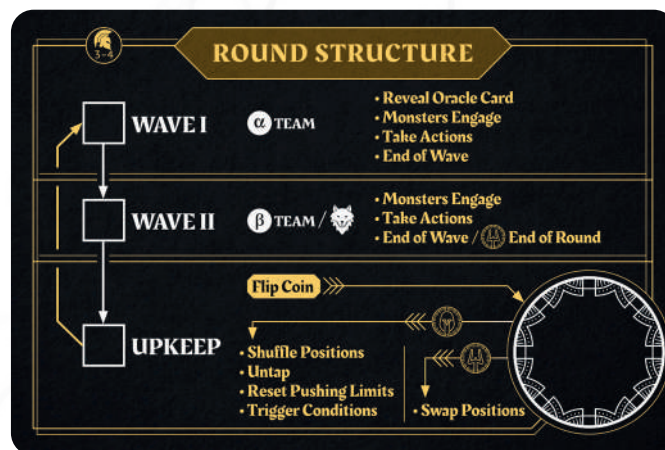 3-4
ROUND STRUCTURE
WAVE I
α TEAM
• Reveal Oracle Card
• Monsters Engage
• Take Actions
• End of Wave
WAVE II
β TEAM /
• Monsters Engage
• Take Actions
• End of Wave / End of Round
Flip Coin
UPKEEP
• Shuffle Positions
• Untap
• Reset Pushing Limits
• Trigger Conditions
• Swap Positions